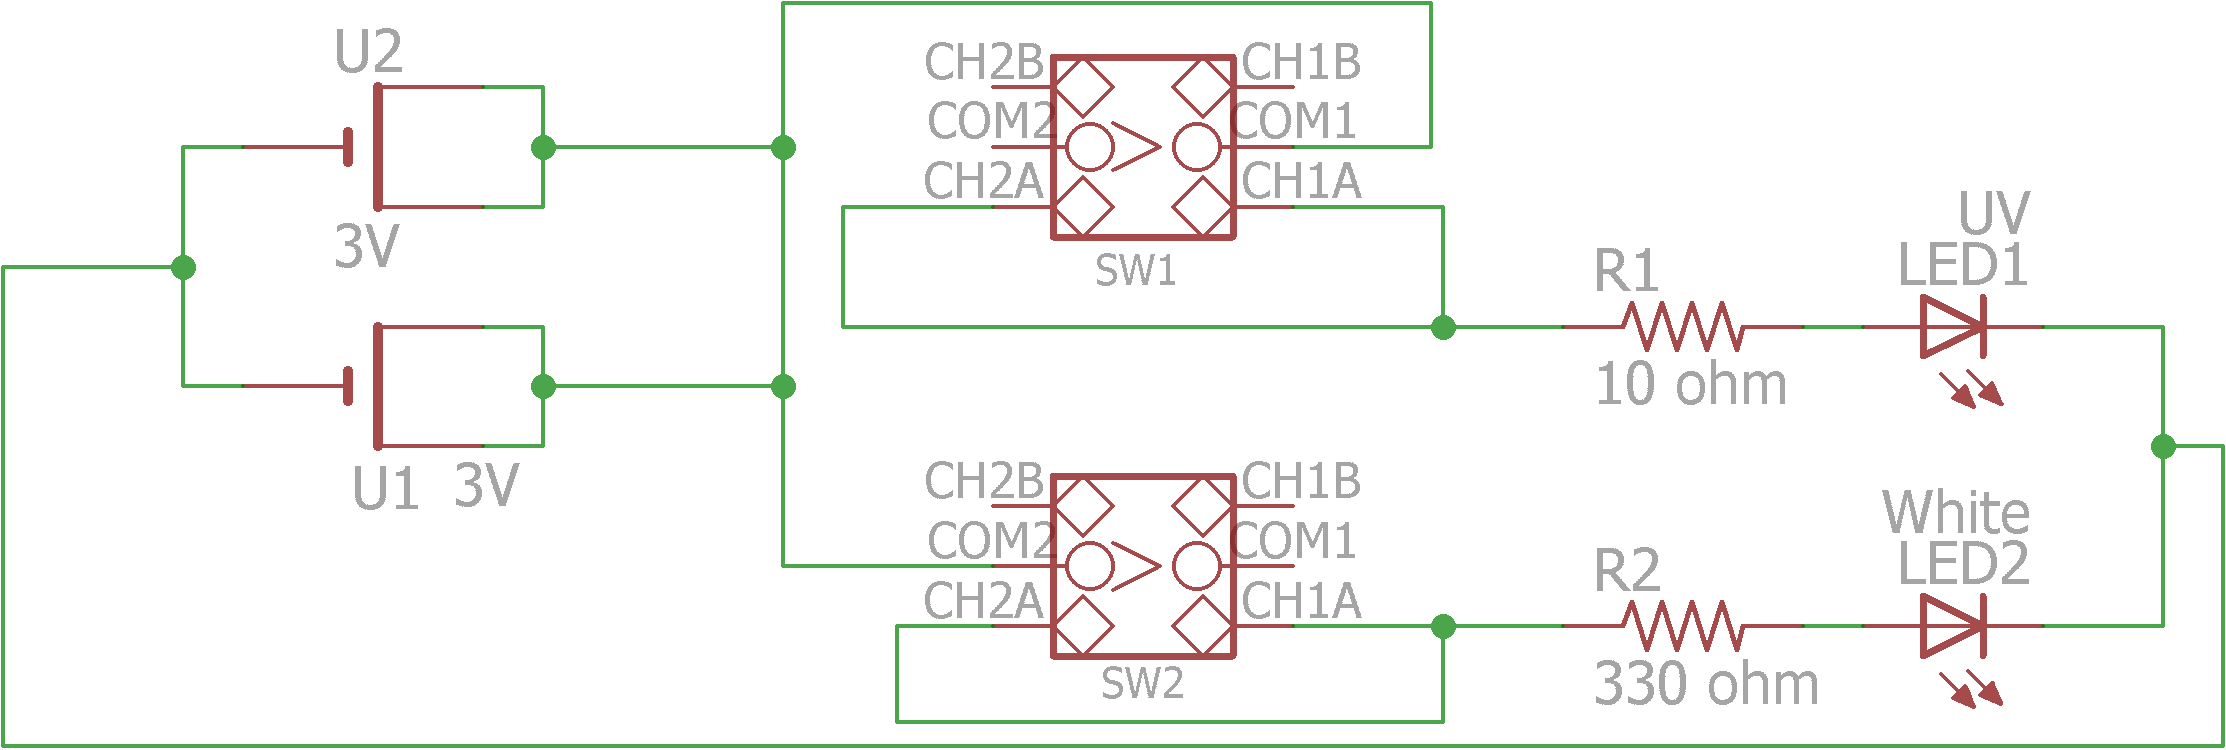 U2
3V
U1 3V
CH2B CH1B
COM2 COM1
CH2A CH1A
SW1
CH2B CH1B
COM2 COM1
CH2A CH1A
SW2
R1
10 ohm
UV
LED1
R2
330 ohm
White
LED2